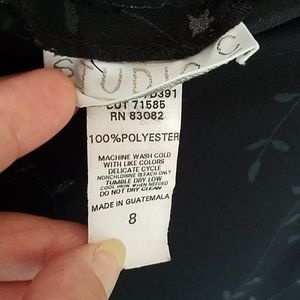 STUDIO C
CUT 71585
RN 83082
100%POLYESTER
MACHINE WASH COLD
WITH LIKE COLORS
DELICATE CYCLE
NONCHLORINE BLEACH ONLY
TUMBLE DRY LOW
COOL IRON WHEN NEEDED
DO NOT DRY CLEAN
MADE IN GUATEMALA
8